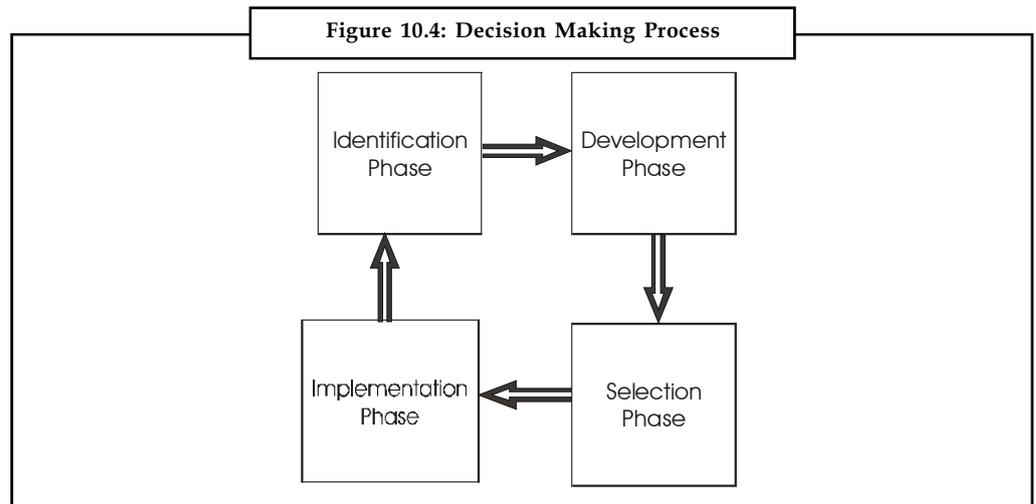 Figure 10.4: Decision Making Process
Identification
Phase
Development
Phase
Implementation
Phase
Selection
Phase